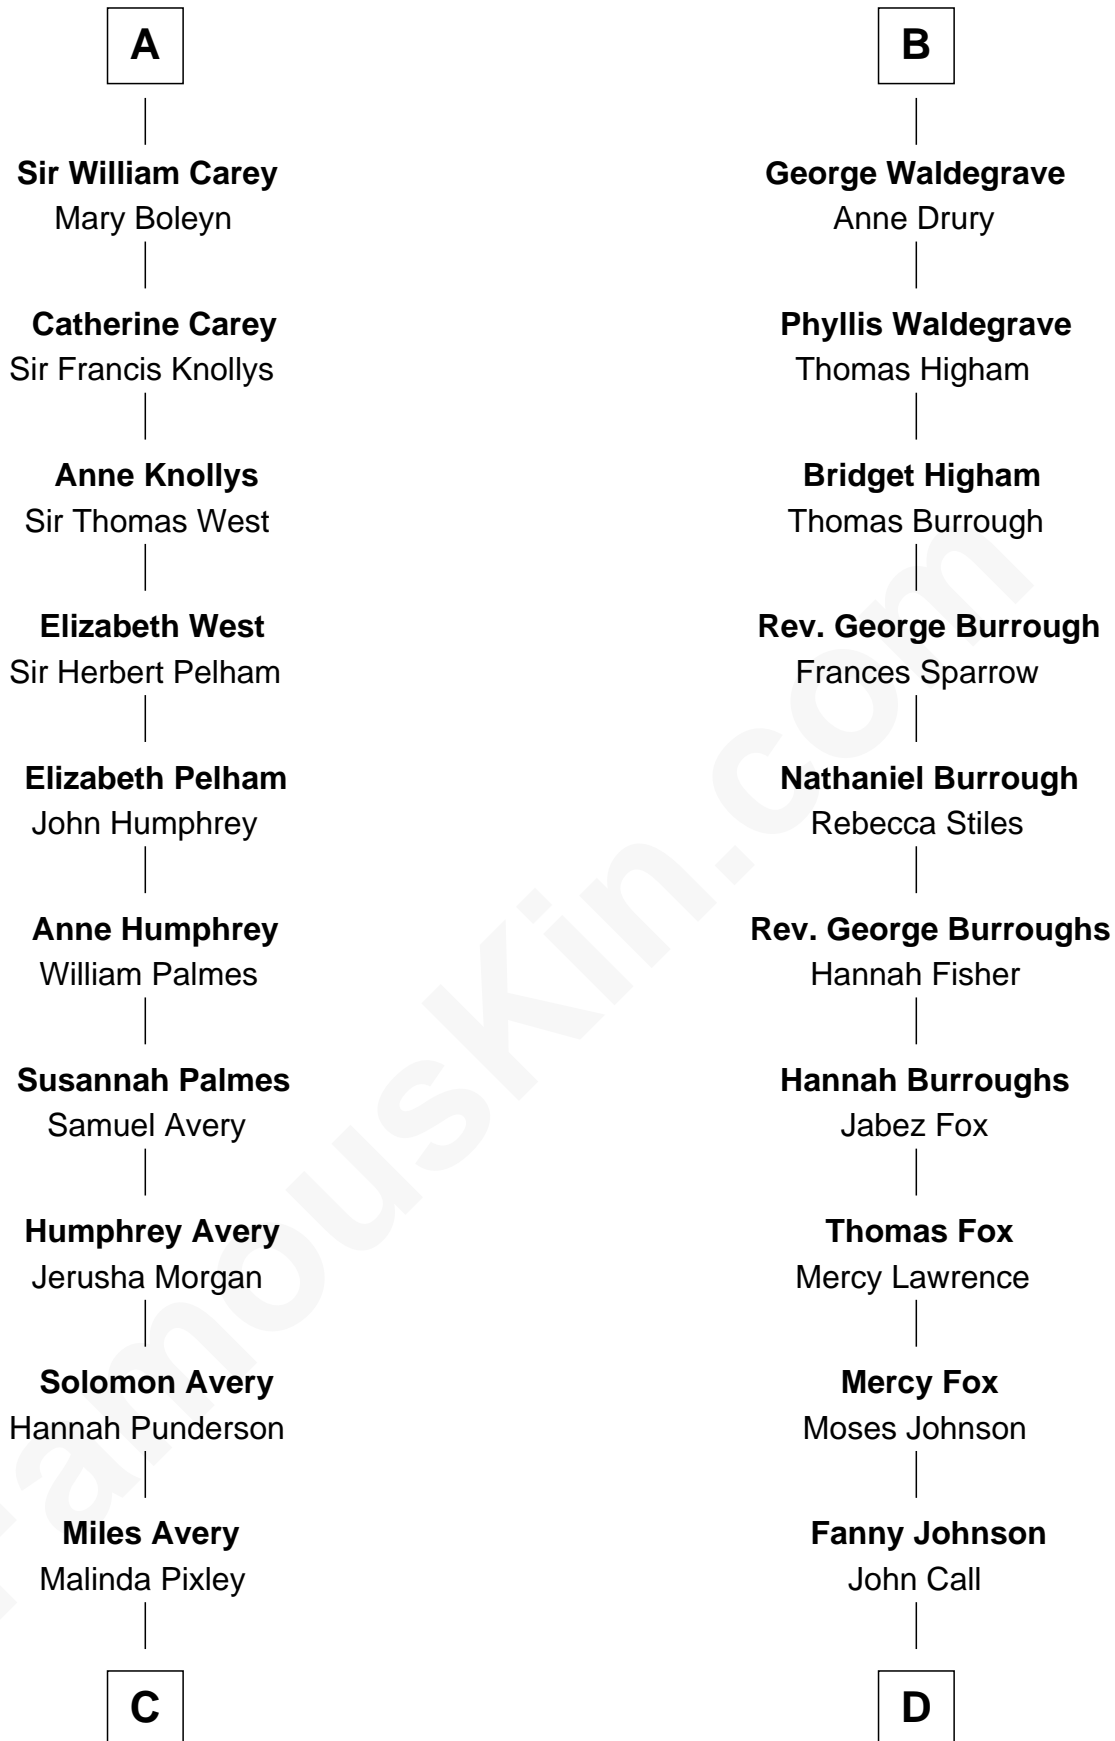 A
Sir William Carey
Mary Boleyn
Catherine Carey
Sir Francis Knollys
Anne Knollys
Sir Thomas West
Elizabeth West
Sir Herbert Pelham
Elizabeth Pelham
John Humphrey
Anne Humphrey
William Palmes
Susannah Palmes
Samuel Avery
Humphrey Avery
Jerusha Morgan
Solomon Avery
Hannah Punderson
Miles Avery
Malinda Pixley
C
B
George Waldegrave
Anne Drury
Phyllis Waldegrave
Thomas Higham
Bridget Higham
Thomas Burrough
Rev. George Burrough
Frances Sparrow
Nathaniel Burrough
Rebecca Stiles
Rev. George Burroughs
Hannah Fisher
Hannah Burroughs
Jabez Fox
Thomas Fox
Mercy Lawrence
Mercy Fox
Moses Johnson
Fanny Johnson
John Call
D
FamousKin.com